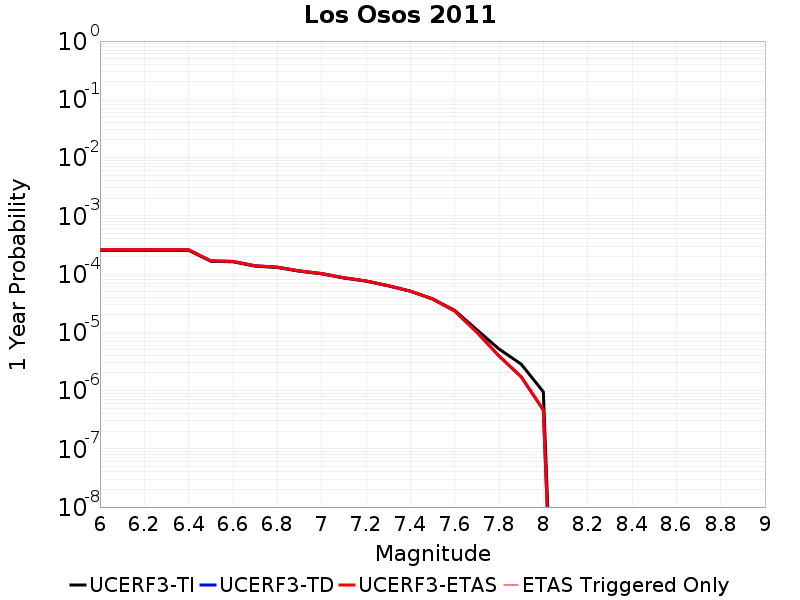 Los Osos 2011
1 Year Probability
10^0
10^-1
10^-2
10^-3
10^-4
10^-5
10^-6
10^-7
10^-8
6 6.2 6.4 6.6 6.8 7 7.2 7.4 7.6 7.8 8 8.2 8.4 8.6 8.8 9
Magnitude
UCERF3-TI UCERF3-TD UCERF3-ETAS ETAS Triggered Only